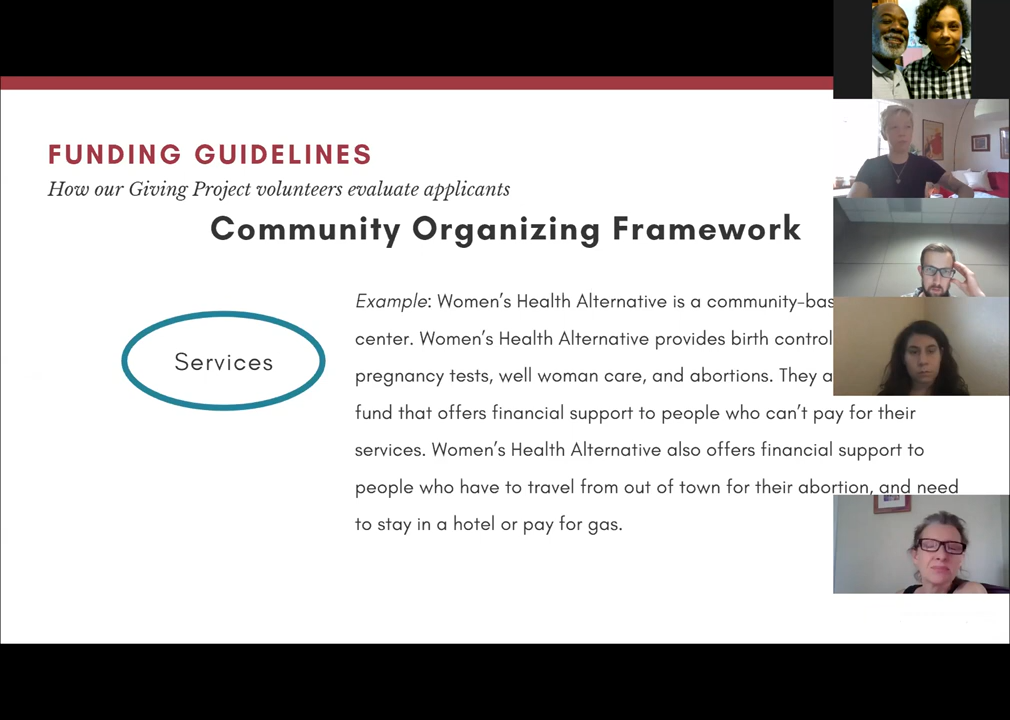 FUNDING GUIDELINES
How our Giving Project volunteers evaluate applicants
Community Organizing Framework
Services
Example: Women's Health Alternative is a community-bas
center. Women's Health Alternative provides birth control
pregnancy tests, well woman care, and abortions. They a
fund that offers financial support to people who can't pay for their
services. Women's Health Alternative also offers financial support to
people who have to travel from out of town for their abortion, and need
to stay in a hotel or pay for gas.